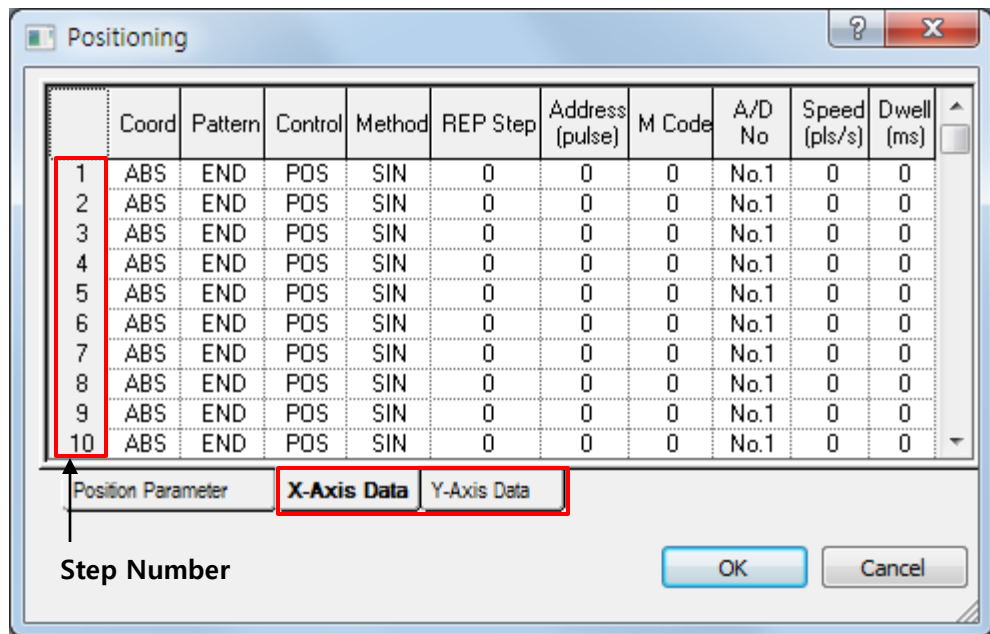 Positioning
Coord Pattern Control Method REP Step Address (pulse) M Code A/D No Speed (pls/s) Dwell (ms)
1 ABS END POS SIN 0 0 0 No.1 0 0
2 ABS END POS SIN 0 0 0 No.1 0 0
3 ABS END POS SIN 0 0 0 No.1 0 0
4 ABS END POS SIN 0 0 0 No.1 0 0
5 ABS END POS SIN 0 0 0 No.1 0 0
6 ABS END POS SIN 0 0 0 No.1 0 0
7 ABS END POS SIN 0 0 0 No.1 0 0
8 ABS END POS SIN 0 0 0 No.1 0 0
9 ABS END POS SIN 0 0 0 No.1 0 0
10 ABS END POS SIN 0 0 0 No.1 0 0
Position Parameter X-Axis Data Y-Axis Data
Step Number
OK Cancel